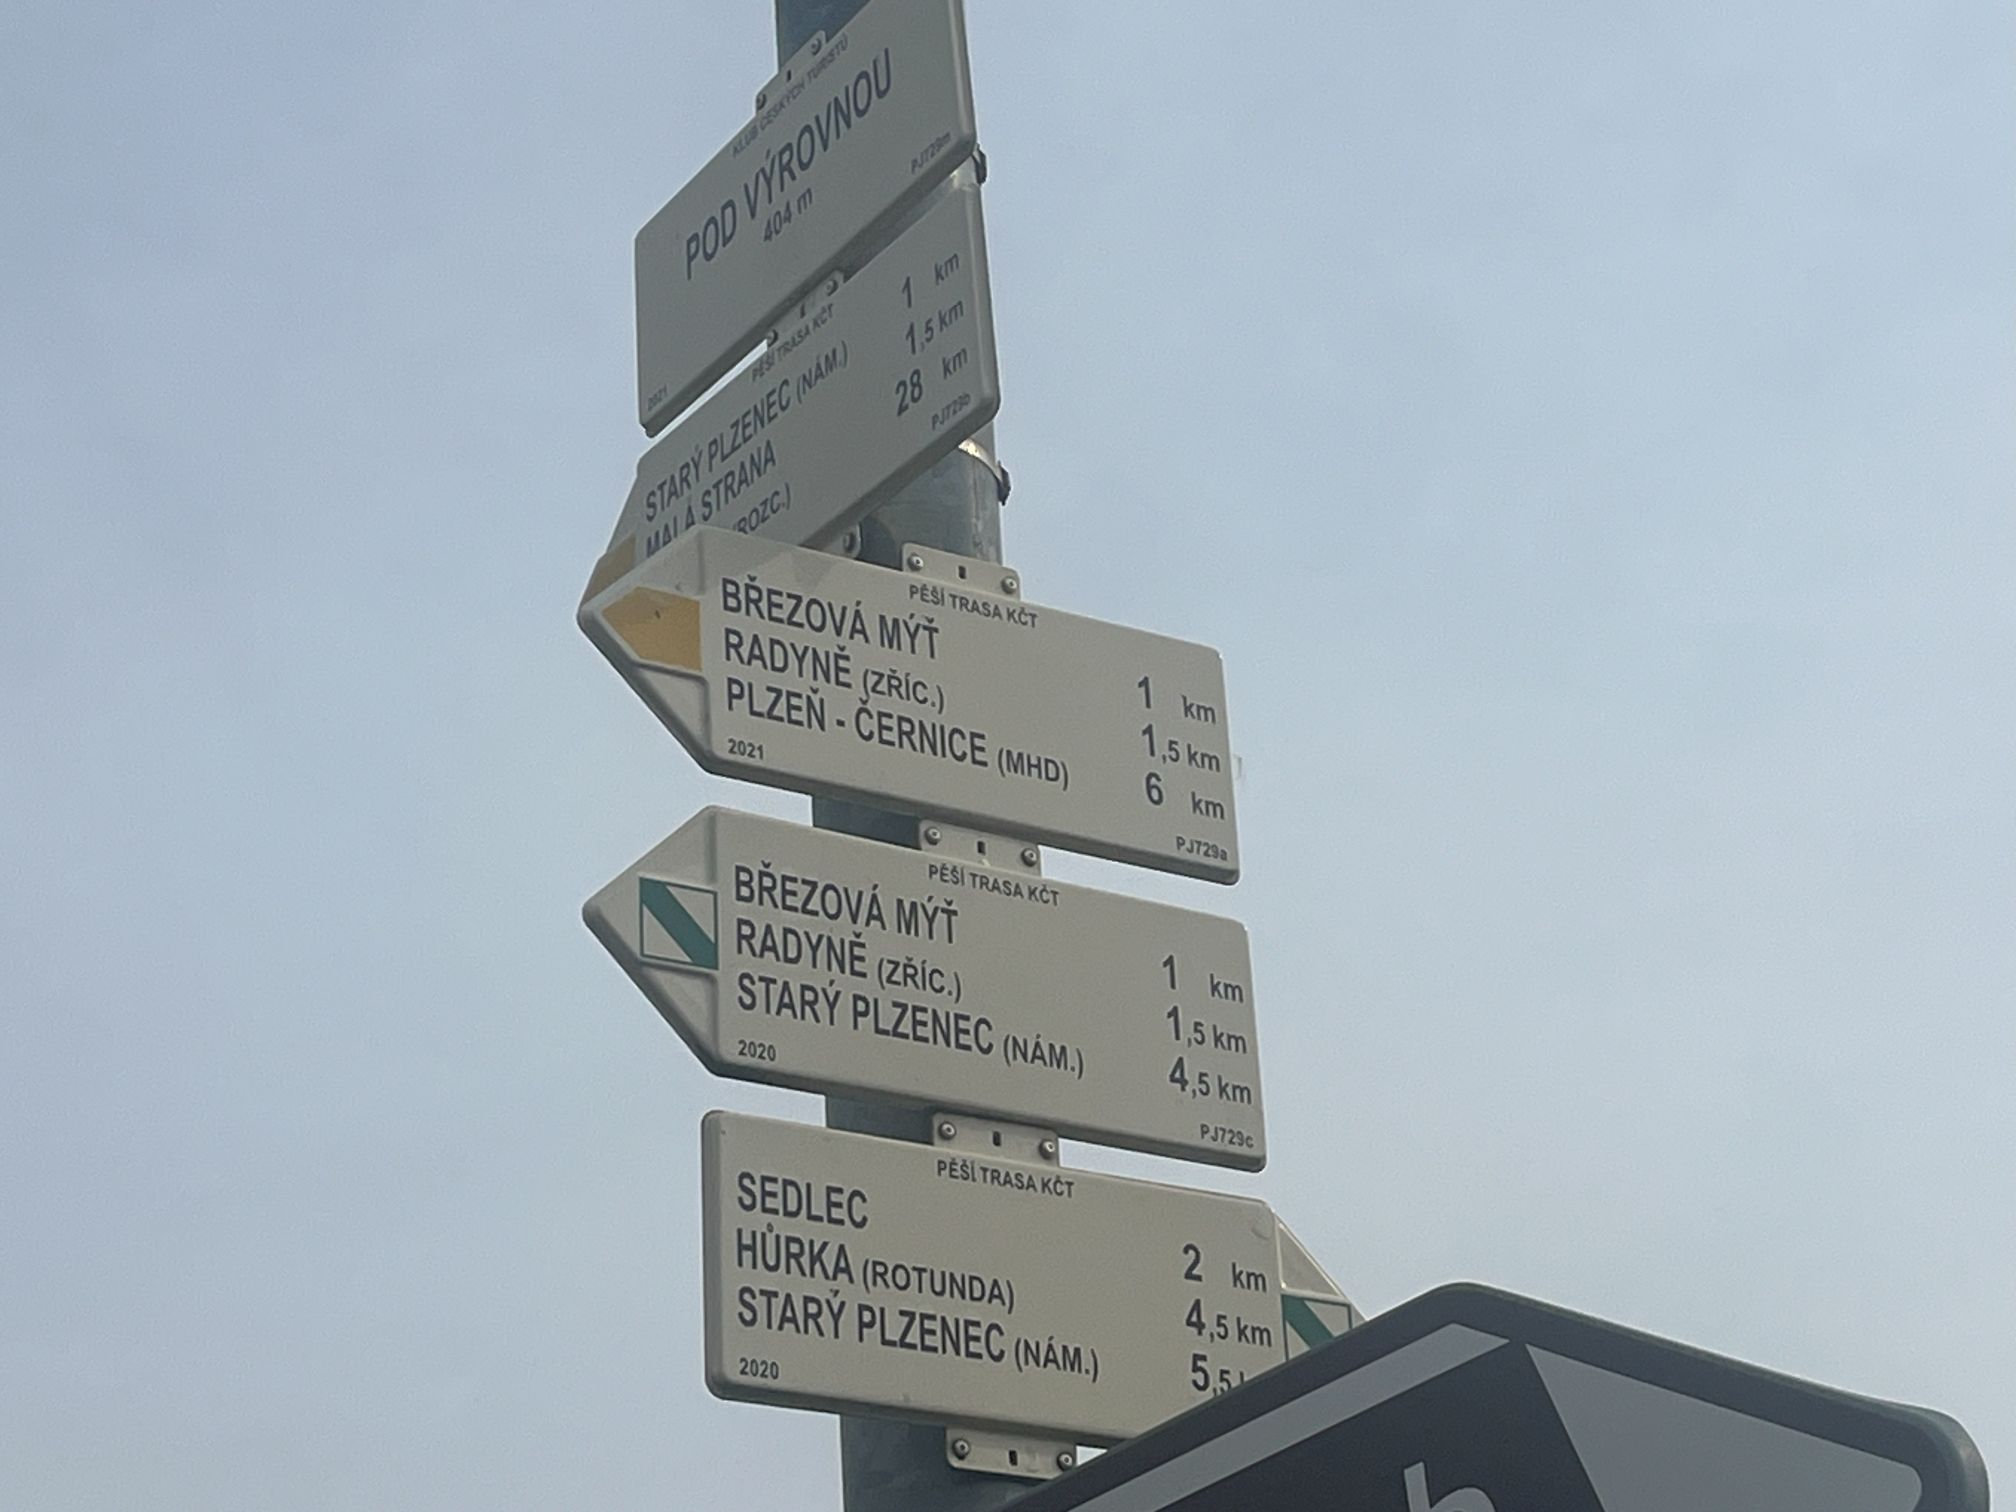 KLUB ČESKÝCH TURISTŮ
POD VÝROVNOU
404 m
PJ729m
2021
PĚŠÍ TRASA KČT
STARÝ PLZENEC (NÁM.) 1 km
MALÁ STRANA 1,5 km
(ROZC.) 28 km
PJ729b
PĚŠÍ TRASA KČT
BŘEZOVÁ MÝŤ 1 km
RADYNĚ (ZŘÍC.) 1,5 km
PLZEŇ - ČERNICE (MHD) 6 km
2021 PJ729a
PĚŠÍ TRASA KČT
BŘEZOVÁ MÝŤ 1 km
RADYNĚ (ZŘÍC.) 1,5 km
STARÝ PLZENEC (NÁM.) 4,5 km
2020 PJ729c
PĚŠÍ TRASA KČT
SEDLEC 2 km
HŮRKA (ROTUNDA) 4,5 km
STARÝ PLZENEC (NÁM.) 5,5
2020